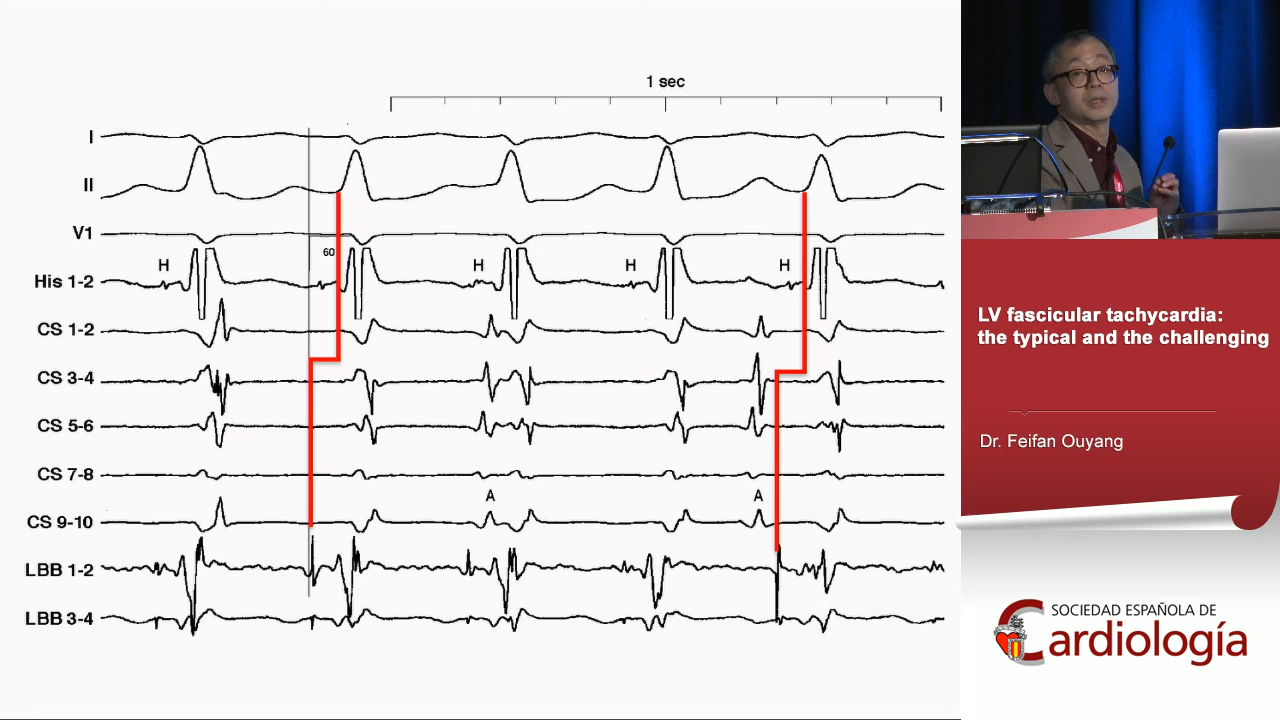 1 sec
I
II
V1
60
H
H
H
H
His 1-2
CS 1-2
CS 3-4
CS 5-6
CS 7-8
A
A
CS 9-10
LBB 1-2
LBB 3-4
LV fascicular tachycardia:
the typical and the challenging
Dr. Feifan Ouyang
SOCIEDAD ESPAÑOLA DE
Cardiología